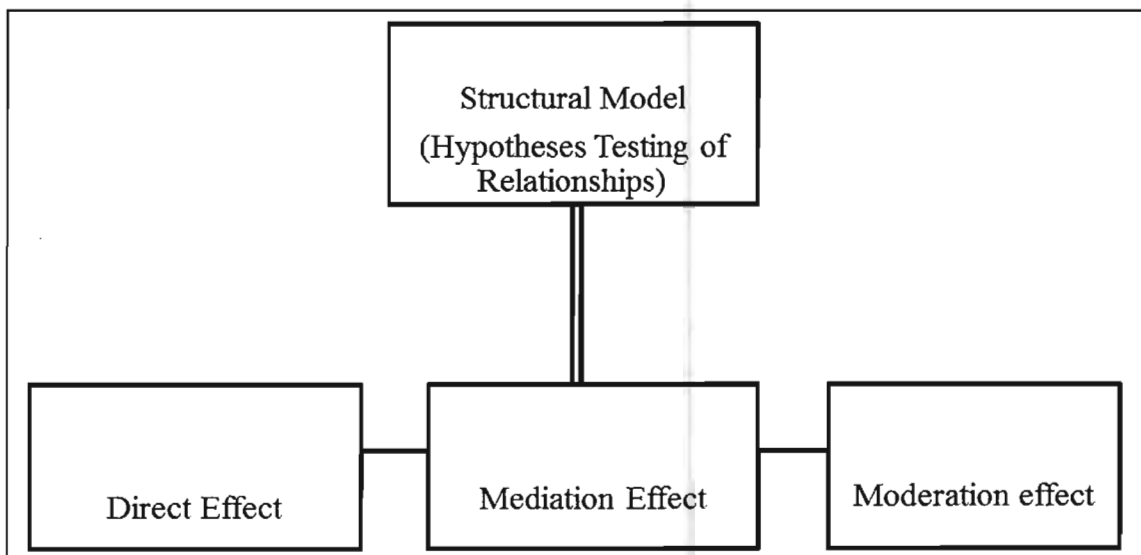 Structural Model
(Hypotheses Testing of
Relationships)
Direct Effect
Mediation Effect
Moderation effect